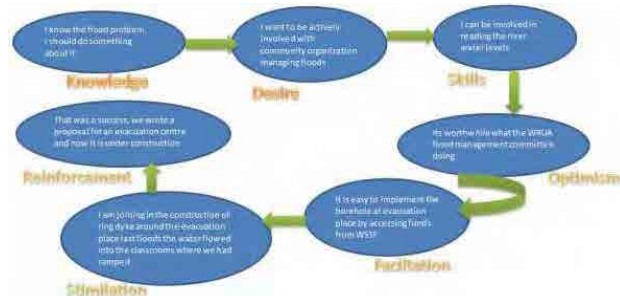 I know the flood problem,
I should do something
about it
Knowledge
I want to be actively
involved with
community organization
managing floods
Desire
I can be involved in
reading the river
water levels
Skills
Its worth hile what the WRUA
flood management committe is
doing
Optimism
It is easy to implement the
borehole at evacuation
place by accessing funds
from WSTF
Facitation
I am joining in the construction of
ring dyke around the evacuation
place last floods the water flowed
into the classrooms where we had
camped
Stimilation
That was a success, we wrote a
proposal for an evacuation centre
and now it is under construction
Reinforcement